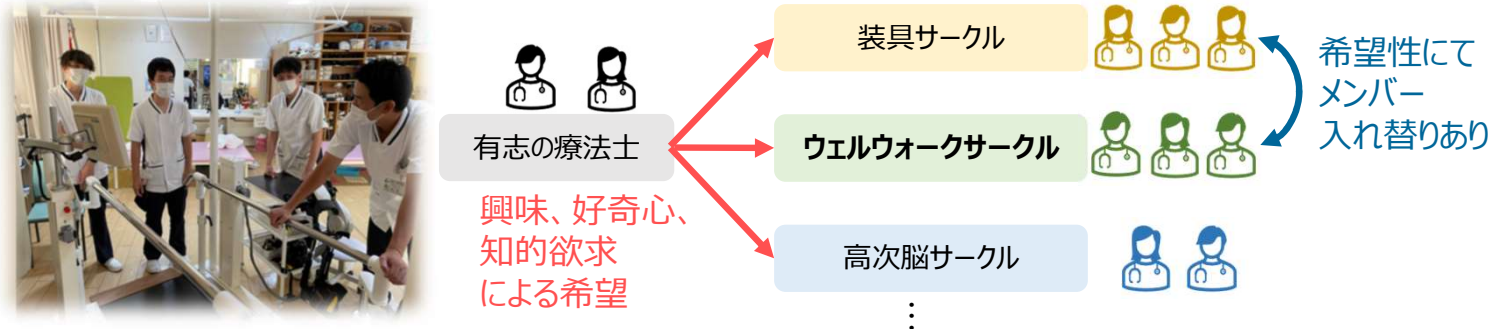 有志の療法士
興味、好奇心、
知的欲求
による希望
装具サークル
ウェルウォークサークル
高次脳サークル
⋮
希望性にて
メンバー
入れ替りあり